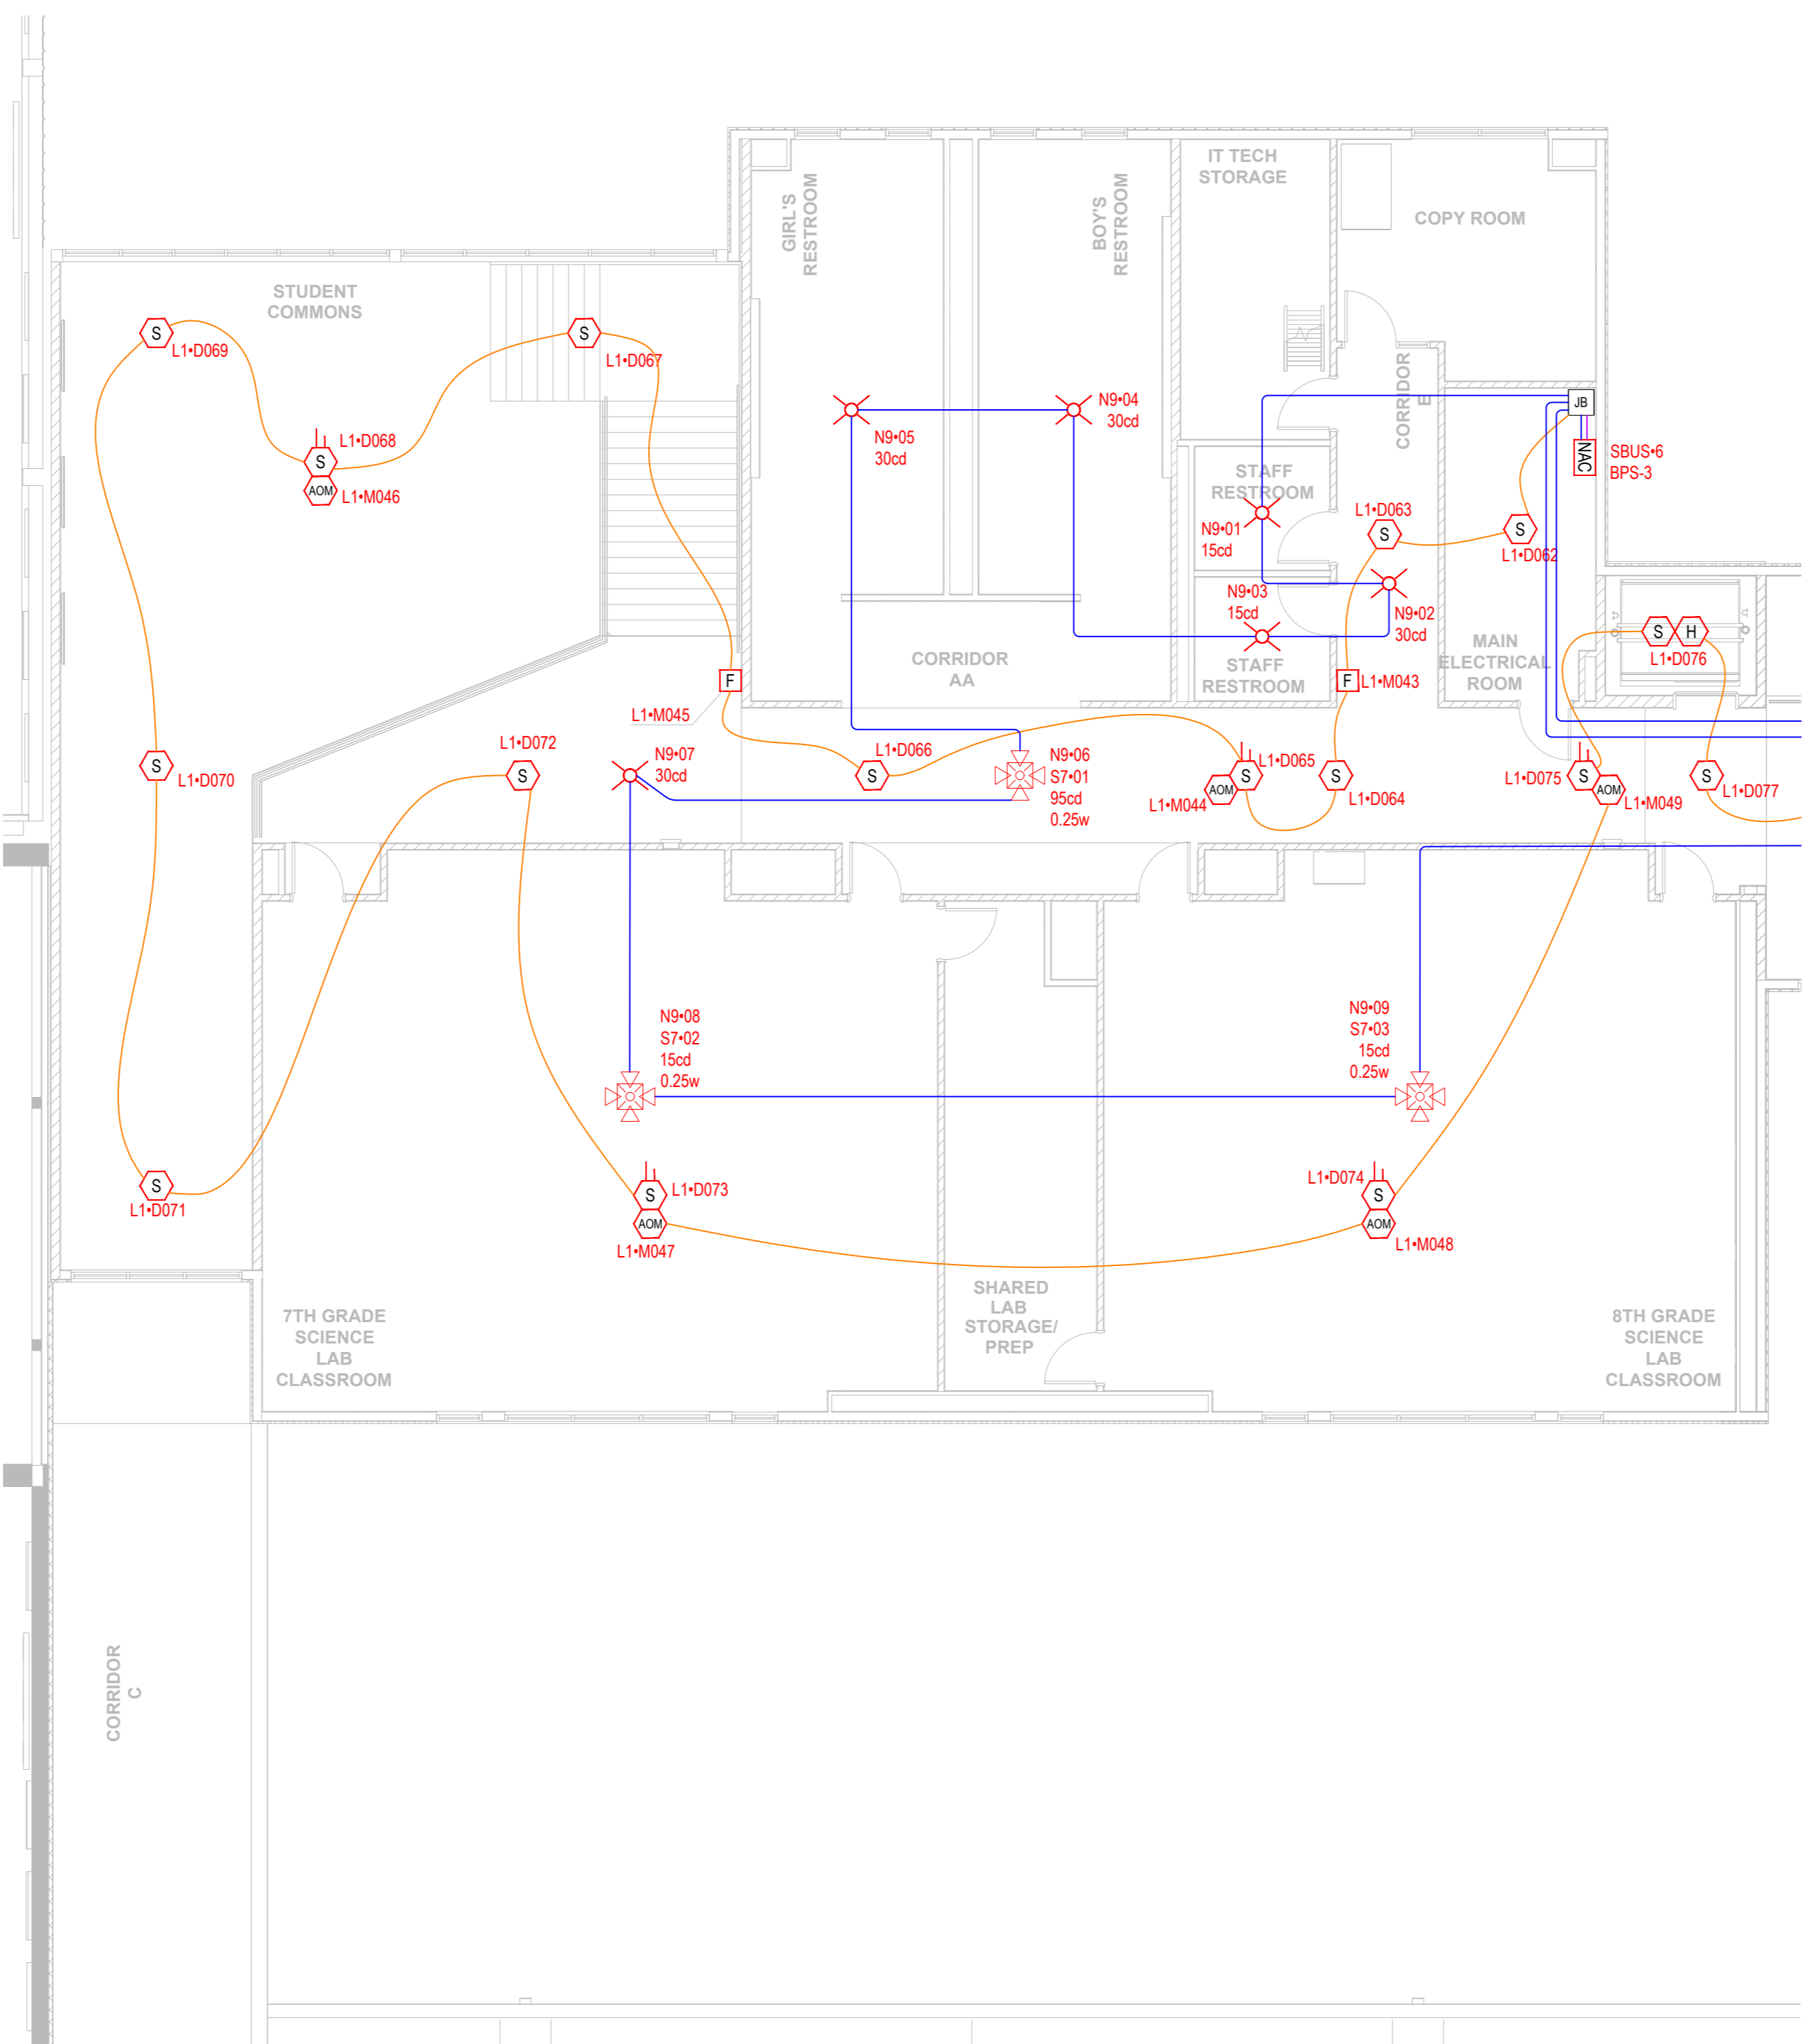 IT TECH
STORAGE
GIRL'S
RESTROOM
BOY'S
RESTROOM
COPY ROOM
STUDENT
COMMONS
S
L1•D069
S
L1•D067
CORRIDOR
E
JB
N9•04
30cd
N9•05
30cd
L1•D068
S
AOM
L1•M046
NAC
SBUS•6
BPS-3
STAFF
RESTROOM
N9•01
15cd
L1•D063
S
S
L1•D062
N9•03
15cd
N9•02
30cd
S
H
L1•D076
MAIN
ELECTRICAL
ROOM
CORRIDOR
AA
STAFF
RESTROOM
F
L1•M045
F
L1•M043
L1•D072
S
N9•07
30cd
L1•D066
S
N9•06
S7•01
95cd
0.25w
L1•D065
S
AOM
L1•M044
S
L1•D064
L1•D075
S
AOM
L1•M049
S
L1•D077
S
L1•D070
N9•08
S7•02
15cd
0.25w
N9•09
S7•03
15cd
0.25w
S
L1•D071
S
L1•D073
AOM
L1•M047
L1•D074
S
AOM
L1•M048
7TH GRADE
SCIENCE
LAB
CLASSROOM
SHARED
LAB
STORAGE/
PREP
8TH GRADE
SCIENCE
LAB
CLASSROOM
CORRIDOR
C